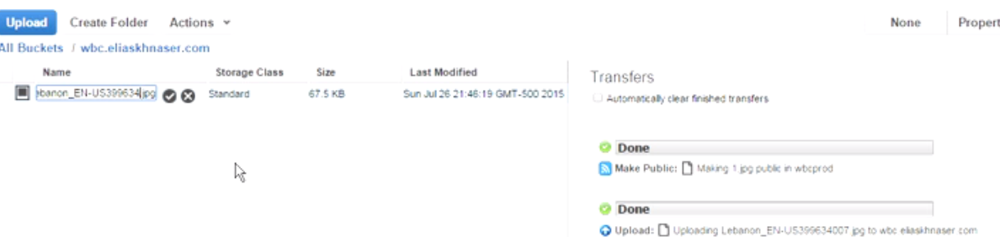 Upload Create Folder Actions None Propert
All Buckets / wbc.eliaskhnaser.com
Name Storage Class Size Last Modified
ebanon_EN-US399634jpg Standard 67.5 KB Sun Jul 26 21:46:19 GMT-500 2015
Transfers
Automatically clear finished transfers
Done
Make Public: Making 1.jpg public in wbcprod
Done
Upload: Uploading Lebanon_EN-US399634007.jpg to wbc.eliaskhnaser.com